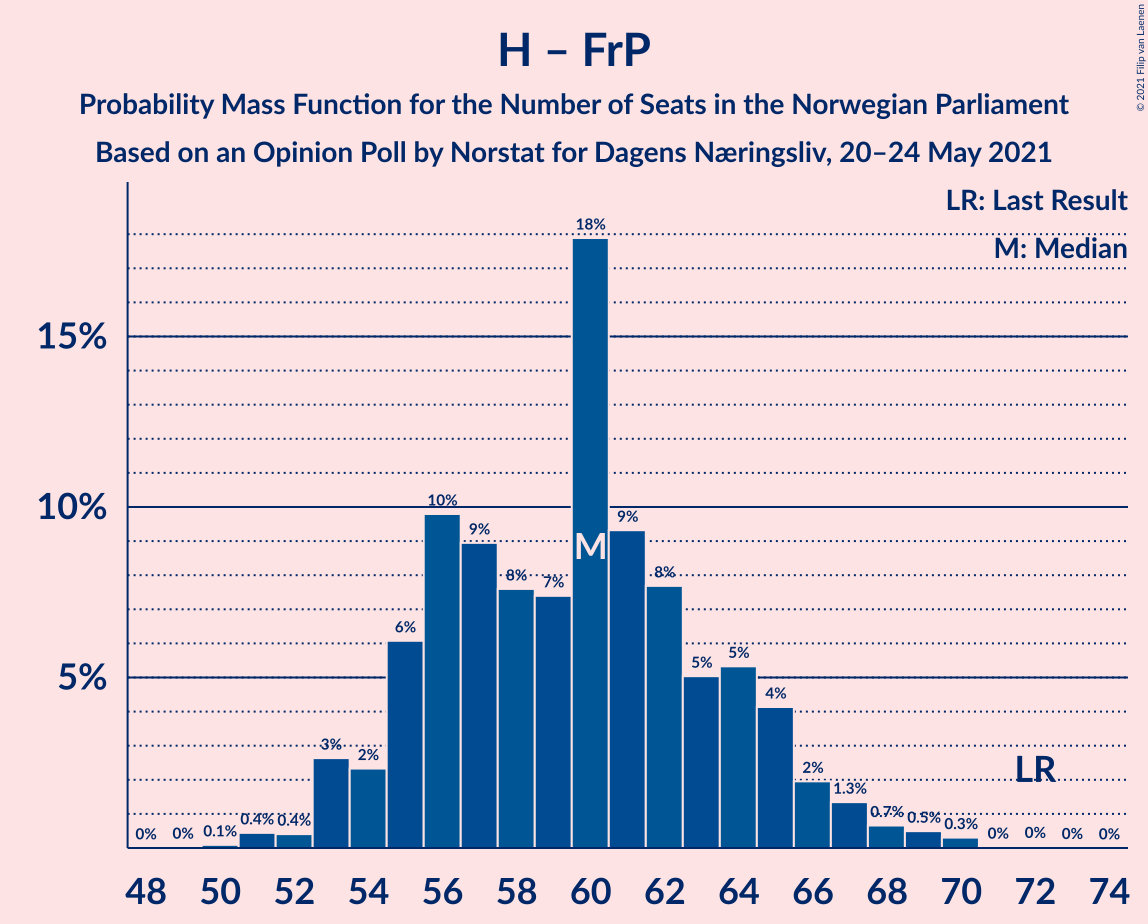 H – FrP
Probability Mass Function for the Number of Seats in the Norwegian Parliament
Based on an Opinion Poll by Norstat for Dagens Næringsliv, 20–24 May 2021
© 2021 Filip van Laenen
LR: Last Result
M: Median
15%
10%
5%
0% 0% 0.1% 0.4% 0.4% 3% 2% 6% 10% 9% 8% 7% 18% 9% 8% 5% 5% 4% 2% 1.3% 0.7% 0.5% 0.3% 0% 0% 0% 0%
M
LR
48 50 52 54 56 58 60 62 64 66 68 70 72 74